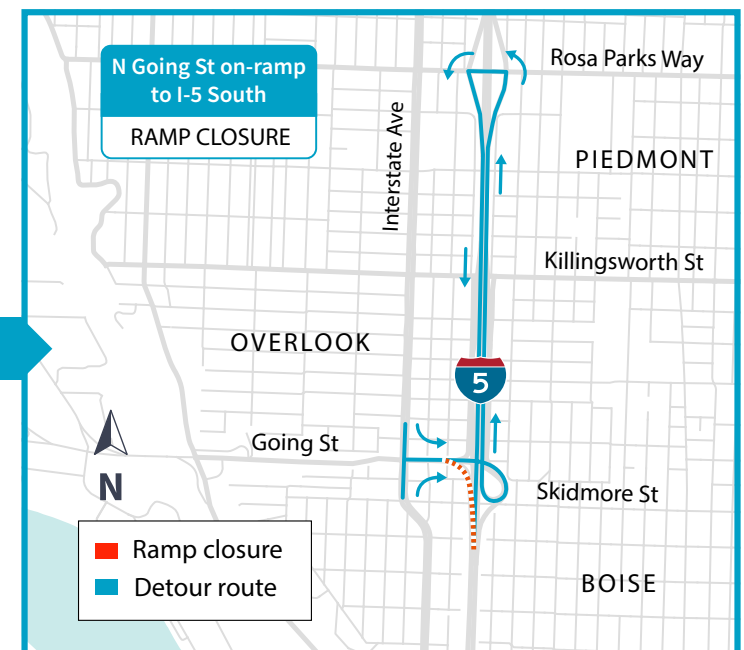 N Going St on-ramp
to I-5 South
RAMP CLOSURE
Rosa Parks Way
Interstate Ave
PIEDMONT
Killingsworth St
OVERLOOK
5
Going St
N
Skidmore St
Ramp closure
Detour route
BOISE